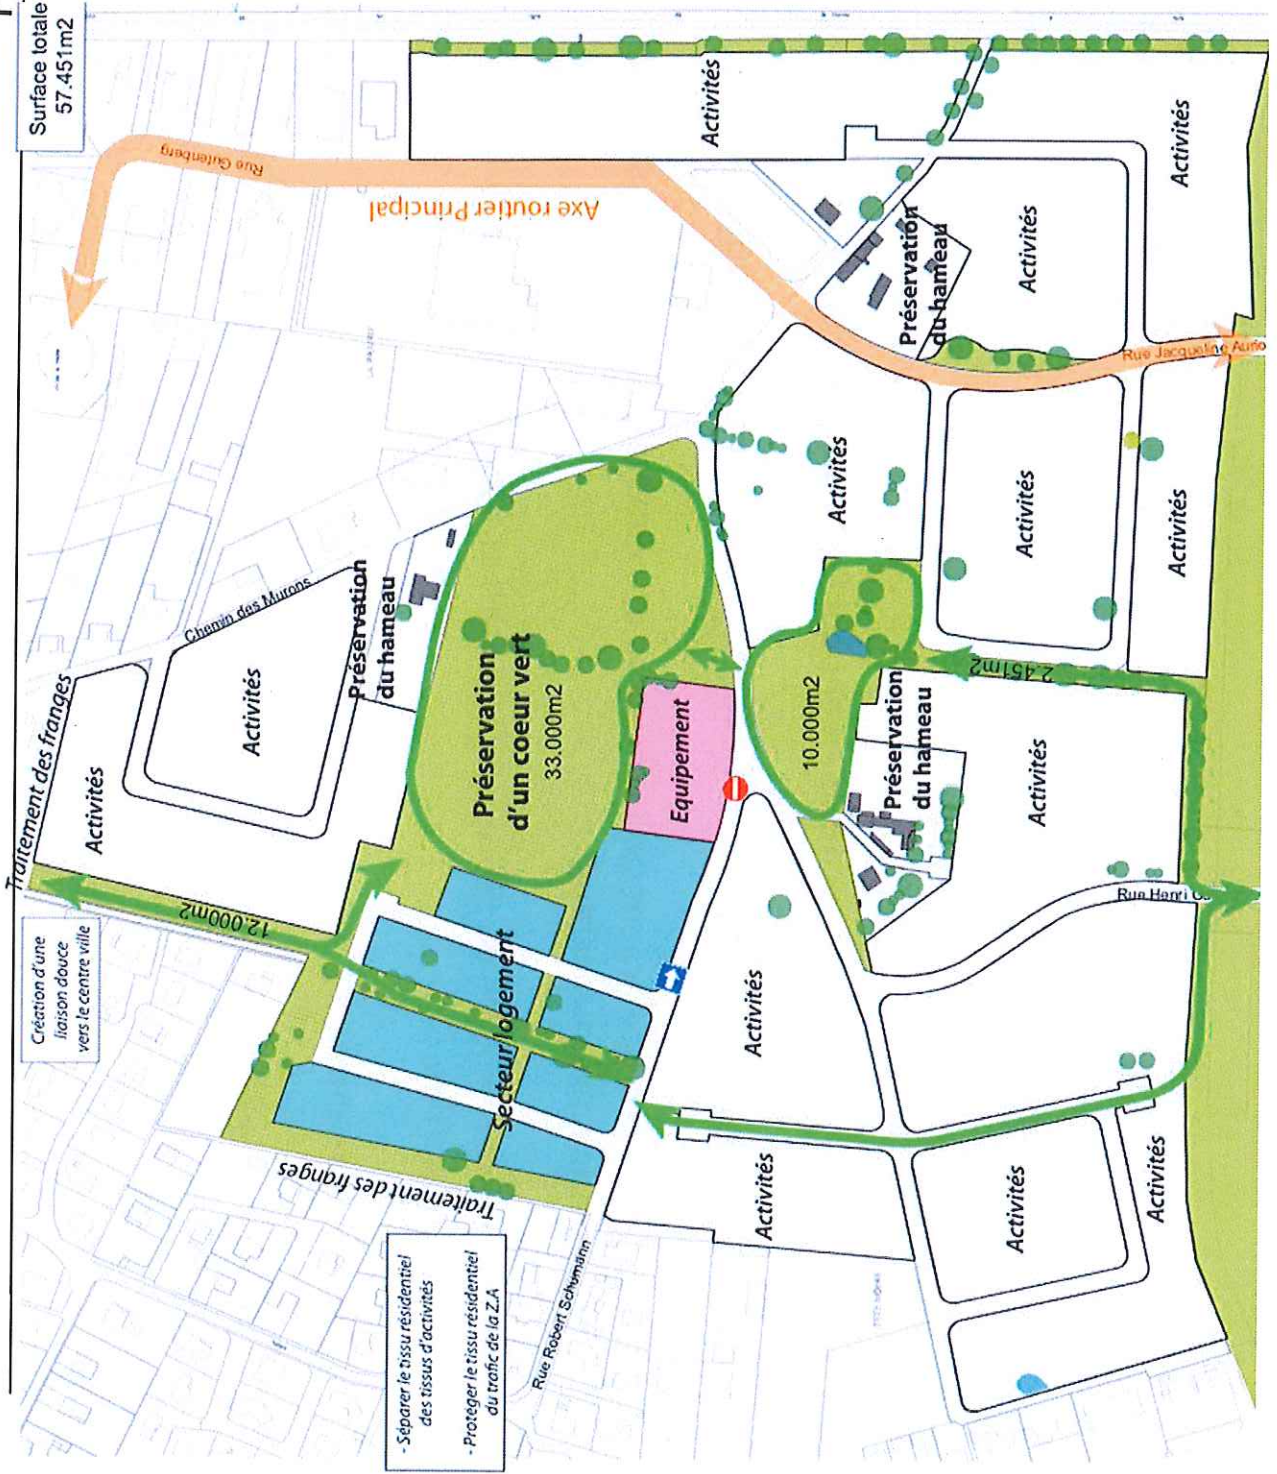 Surface totale
57.451m2
Rue Gutenberg
Axe routier Principal
Activités
Activités
Préservation
du hameau
Activités
Rue Jacqueline Aurio
Activités
Activités
Activités
Chemin des Murons
Préservation
du hameau
Activités
Traitement des franges
Activités
Préservation
d'un coeur vert
33.000m2
Equipement
10.000m2
2.451m2
Préservation
du hameau
Activités
Rue Henri
12.000m2
Création d'une
liaison douce
vers le centre ville
Secteur logement
Activités
Traitement des franges
Activités
Activités
Activités
Rue Robert Schumann
- Séparer le tissu résidentiel
des tissus d'activités
- Protéger le tissu résidentiel
du trafic de la Z.A